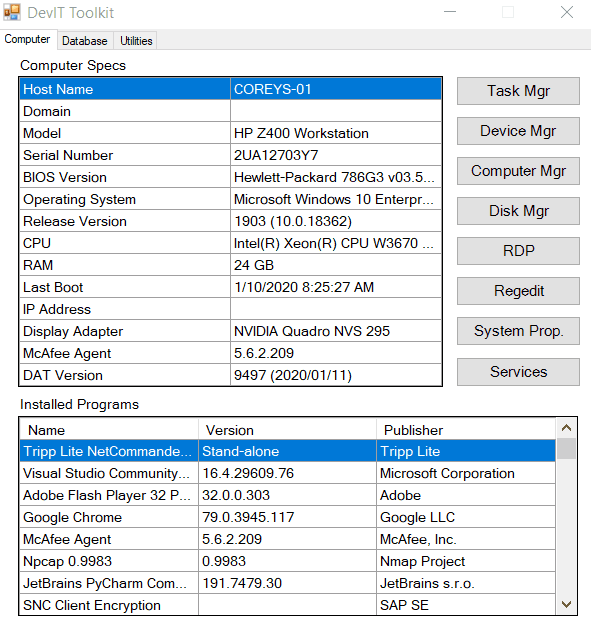 DevIT Toolkit
Computer Database Utilities
Computer Specs
Host Name COREYS-01
Domain
Model HP Z400 Workstation
Serial Number 2UA12703Y7
BIOS Version Hewlett-Packard 786G3 v03.5...
Operating System Microsoft Windows 10 Enterpr...
Release Version 1903 (10.0.18362)
CPU Intel(R) Xeon(R) CPU W3670 ...
RAM 24 GB
Last Boot 1/10/2020 8:25:27 AM
IP Address
Display Adapter NVIDIA Quadro NVS 295
McAfee Agent 5.6.2.209
DAT Version 9497 (2020/01/11)
Task Mgr
Device Mgr
Computer Mgr
Disk Mgr
RDP
Regedit
System Prop.
Services
Installed Programs
Name Version Publisher
Tripp Lite NetCommande... Stand-alone Tripp Lite
Visual Studio Community... 16.4.29609.76 Microsoft Corporation
Adobe Flash Player 32 P... 32.0.0.303 Adobe
Google Chrome 79.0.3945.117 Google LLC
McAfee Agent 5.6.2.209 McAfee, Inc.
Npcap 0.9983 0.9983 Nmap Project
JetBrains PyCharm Com... 191.7479.30 JetBrains s.r.o.
SNC Client Encryption SAP SE